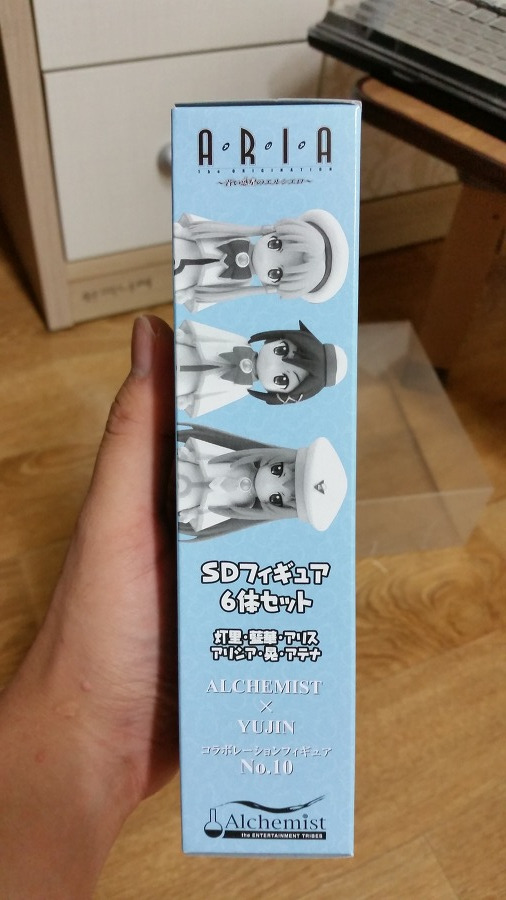 ARIA
the ORIGINATION
~蒼い惑星のエルシエロ~
A
SDフィギュア
6体セット
灯里・藍華・アリス
アリシア・晃・アテナ
ALCHEMIST
×
YUJIN
コラボレーションフィギュア
No.10
Alchemist
the ENTERTAINMENT TRIBES